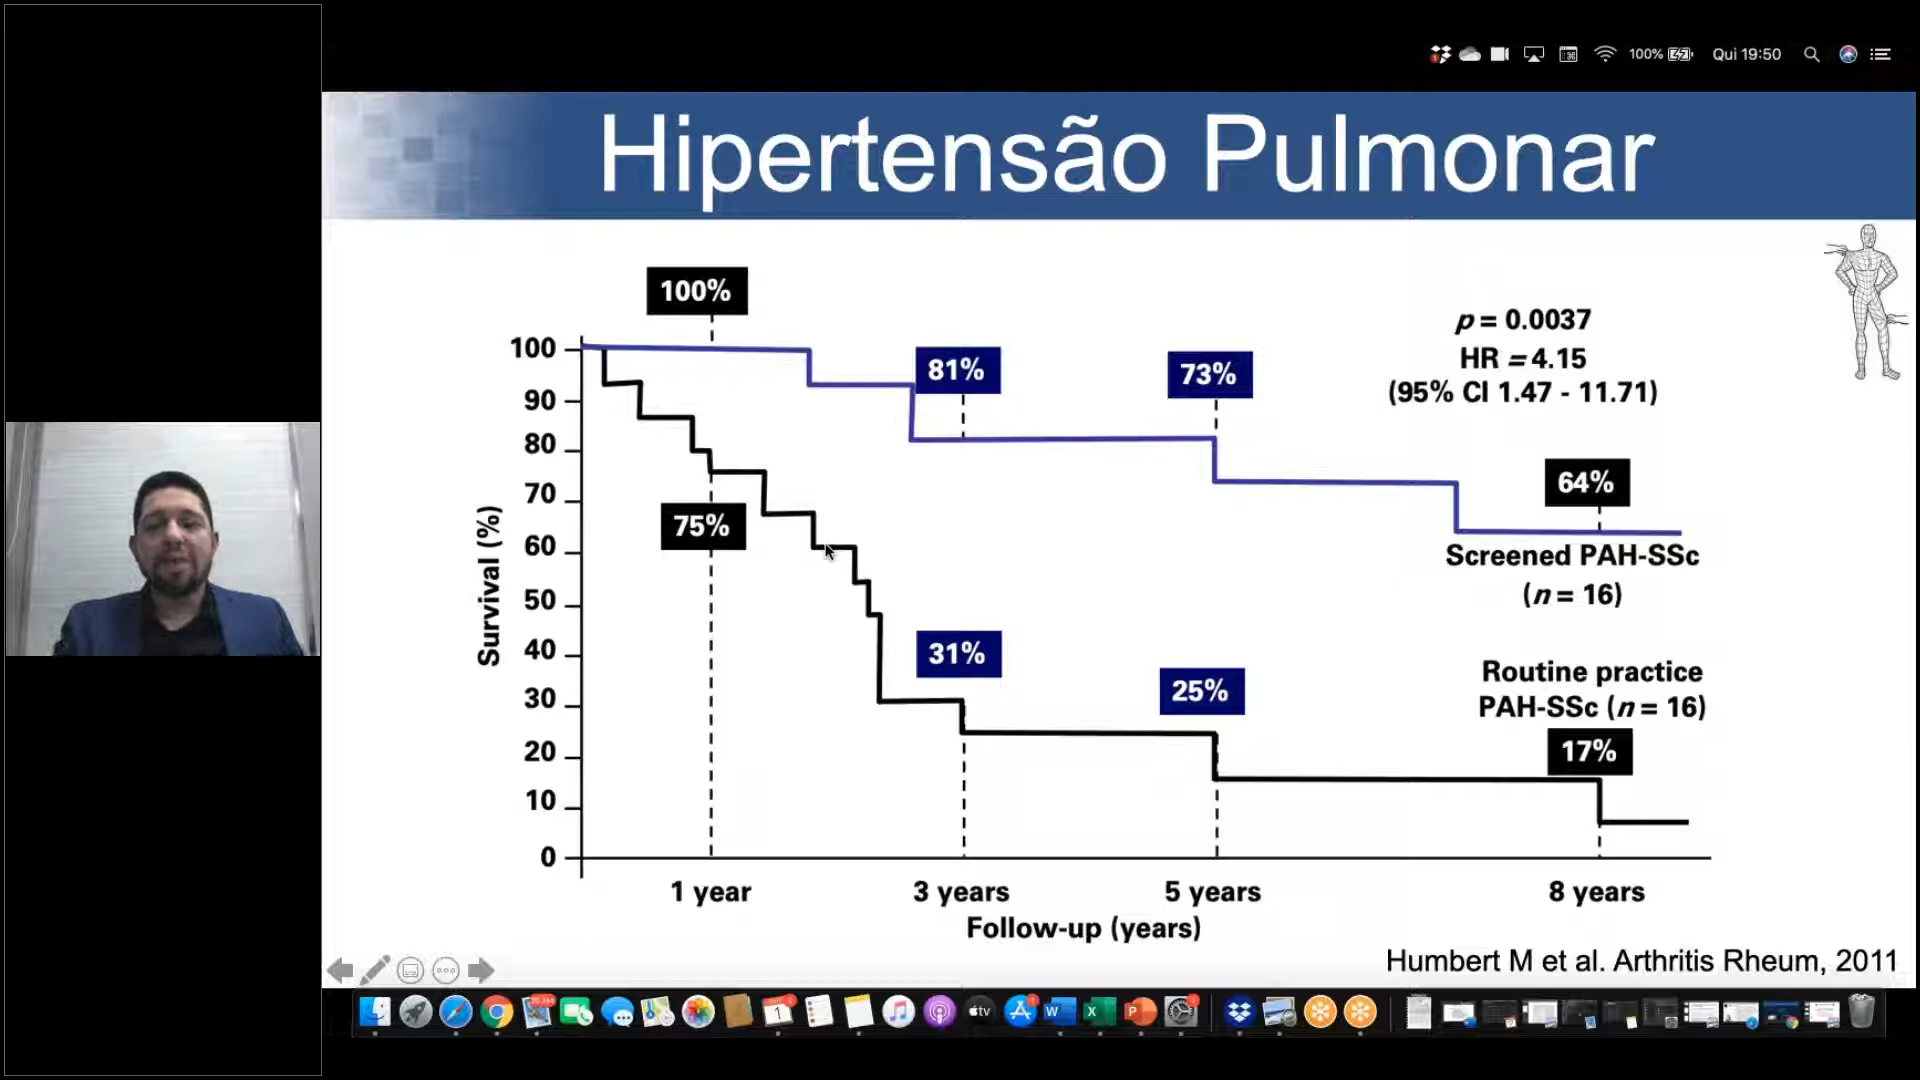 100% Qui 19:50
Hipertensão Pulmonar
100%
p = 0.0037
HR = 4.15
(95% CI 1.47 - 11.71)
81%
73%
64%
75%
Screened PAH-SSc
(n = 16)
31%
25%
Routine practice
PAH-SSc (n = 16)
17%
Survival (%)
100
90
80
70
60
50
40
30
20
10
0
1 year 3 years 5 years 8 years
Follow-up (years)
Humbert M et al. Arthritis Rheum, 2011
tv
W X P